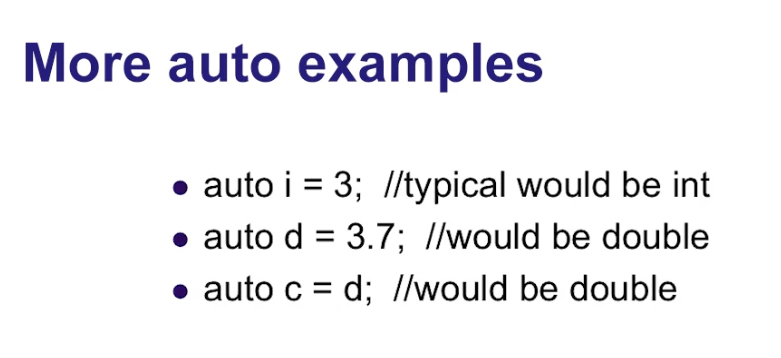 More auto examples
● auto i = 3; //typical would be int
● auto d = 3.7; //would be double
● auto c = d; //would be double